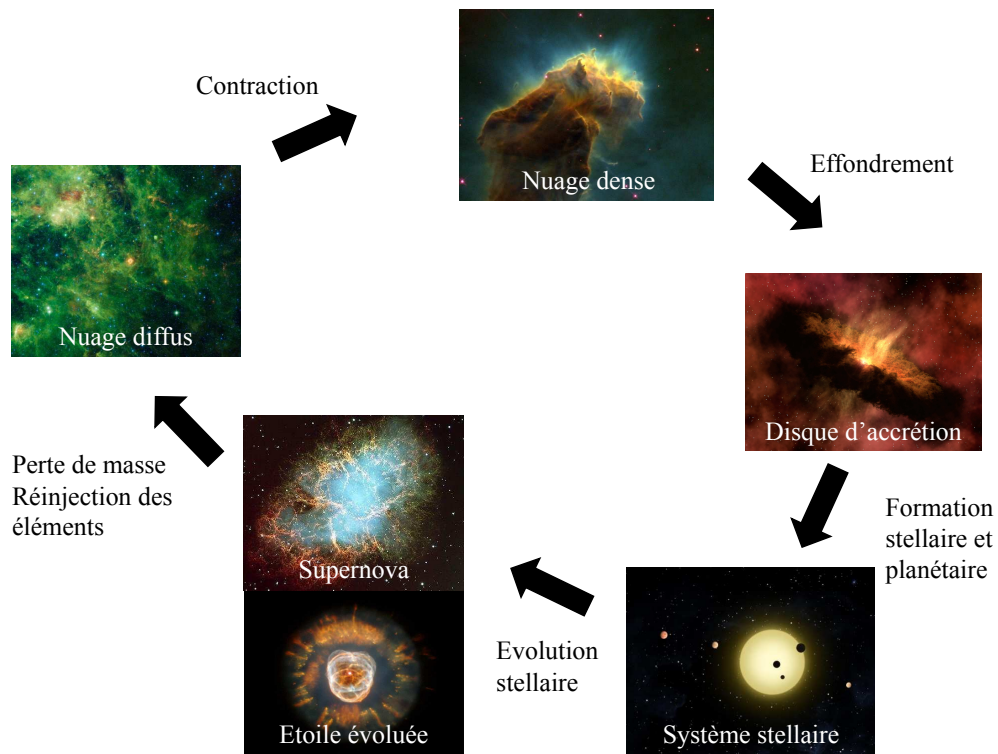 Contraction
Nuage dense
Effondrement
Nuage diffus
Disque d’accrétion
Perte de masse
Réinjection des
éléments
Formation
stellaire et
planétaire
Supernova
Evolution
stellaire
Etoile évoluée
Système stellaire